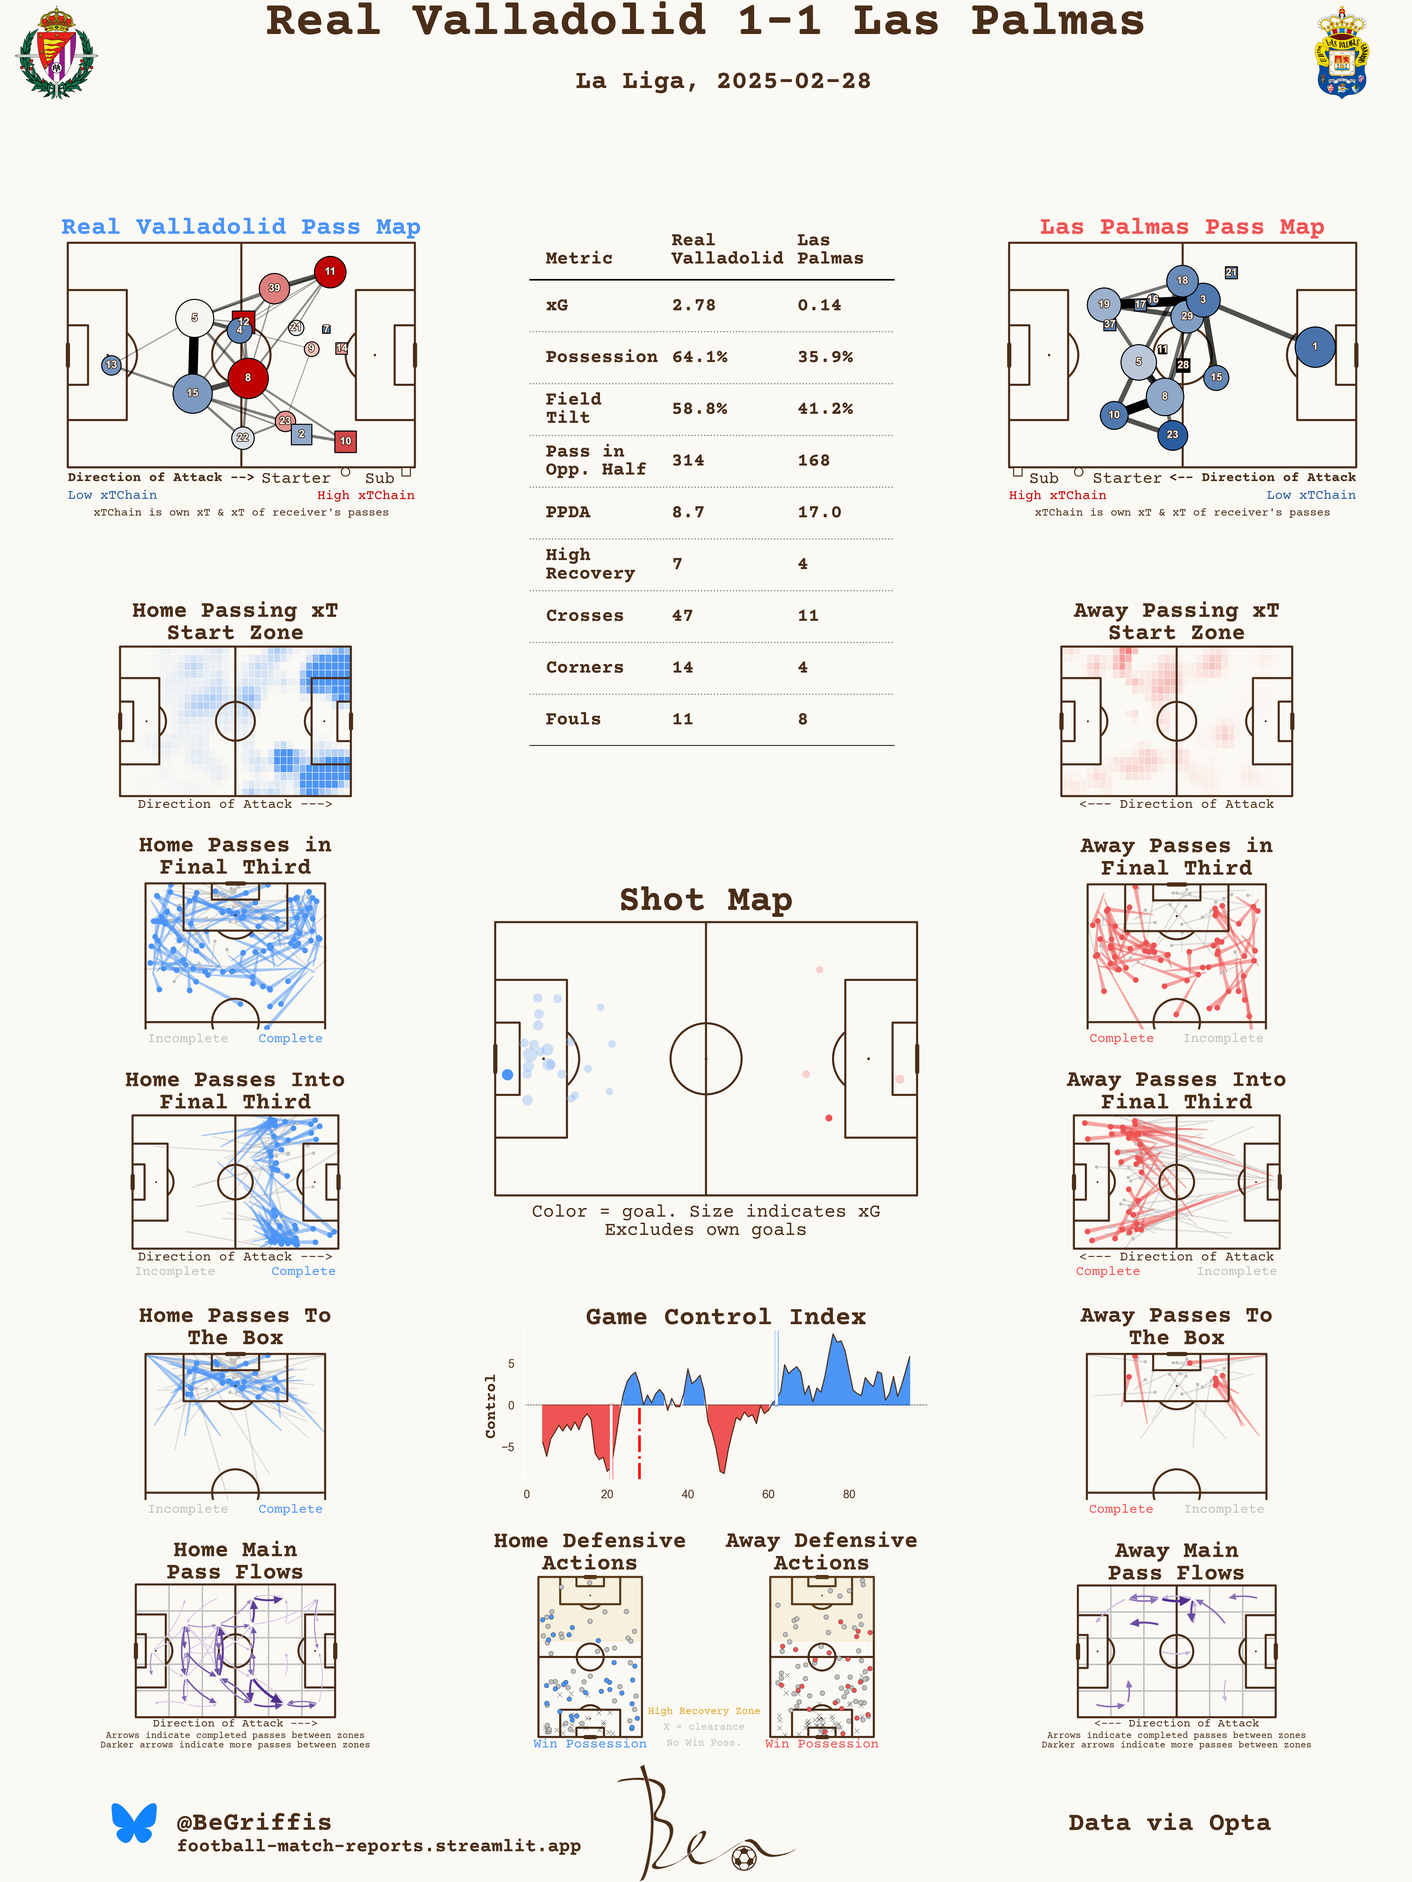 Real Valladolid 1-1 Las Palmas
La Liga, 2025-02-28
LAS PALMAS
Real Valladolid Pass Map
11
39
5
12
4
21
7
9
14
13
8
15
23
2
22
10
Direction of Attack --> Starter Sub
Low xTChain High xTChain
xTChain is own xT & xT of receiver's passes
Metric Real Valladolid Las Palmas
xG 2.78 0.14
Possession 64.1% 35.9%
Field Tilt 58.8% 41.2%
Pass in Opp. Half 314 168
PPDA 8.7 17.0
High Recovery 7 4
Crosses 47 11
Corners 14 4
Fouls 11 8
Las Palmas Pass Map
21
18
16
3
19
17
29
37
11
1
5
28
15
8
10
23
Sub Starter <-- Direction of Attack
High xTChain Low xTChain
xTChain is own xT & xT of receiver's passes
Home Passing xT
Start Zone
Direction of Attack --->
Away Passing xT
Start Zone
<--- Direction of Attack
Home Passes in
Final Third
Incomplete Complete
Shot Map
Color = goal. Size indicates xG
Excludes own goals
Away Passes in
Final Third
Complete Incomplete
Home Passes Into
Final Third
Direction of Attack --->
Incomplete Complete
Away Passes Into
Final Third
<--- Direction of Attack
Complete Incomplete
Home Passes To
The Box
Incomplete Complete
Game Control Index
Control
5
0
−5
0 20 40 60 80
Away Passes To
The Box
Complete Incomplete
Home Main
Pass Flows
Direction of Attack --->
Arrows indicate completed passes between zones
Darker arrows indicate more passes between zones
Home Defensive
Actions
Win Possession
High Recovery Zone
X = clearance
No Win Poss.
Away Defensive
Actions
Win Possession
Away Main
Pass Flows
<--- Direction of Attack
Arrows indicate completed passes between zones
Darker arrows indicate more passes between zones
@BeGriffis
football-match-reports.streamlit.app
Ben
Data via Opta